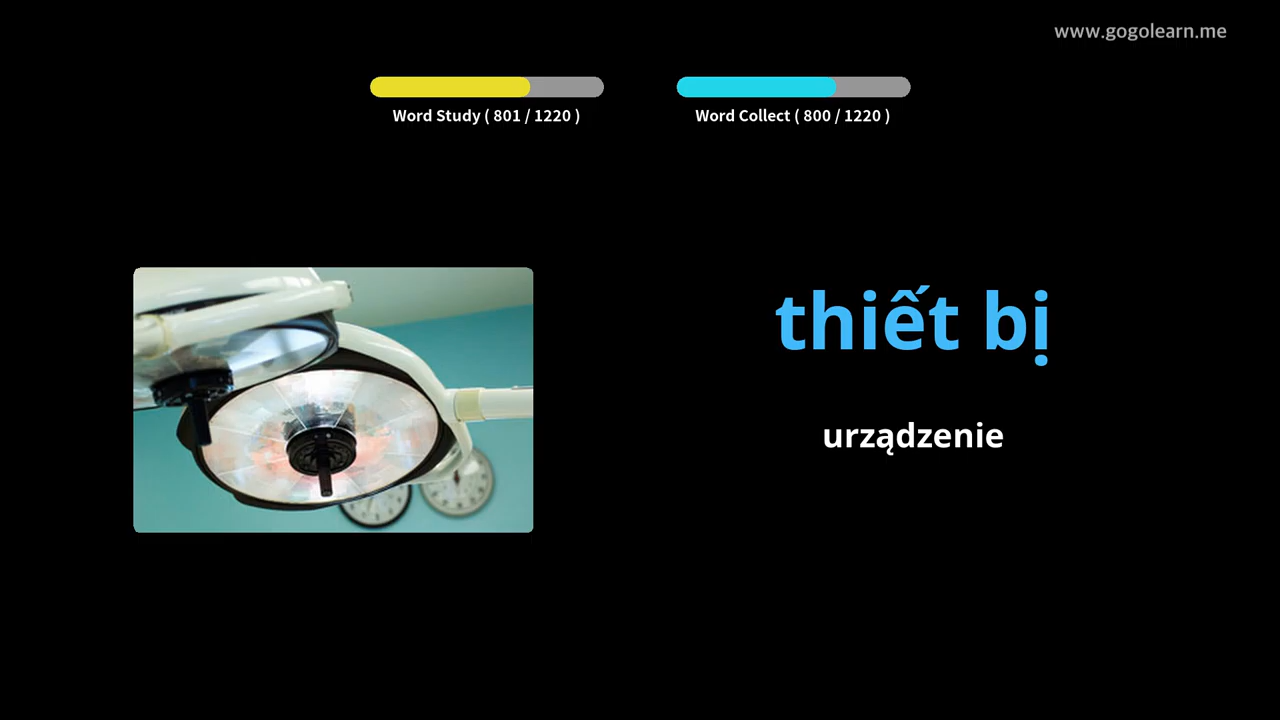 www.gogolearn.me
Word Study ( 801 / 1220 )
Word Collect ( 800 / 1220 )
thiết bị
urządzenie